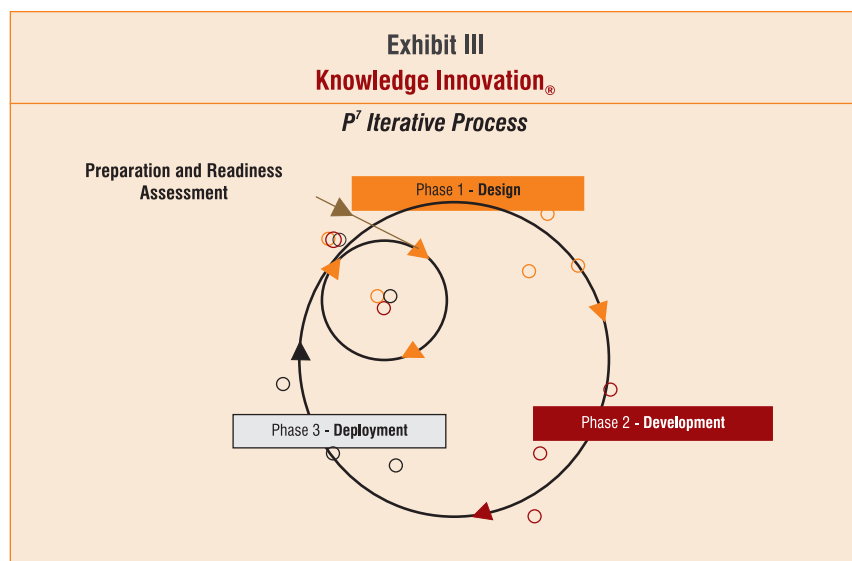 Exhibit III
Knowledge Innovation®
P⁷ Iterative Process
Preparation and Readiness
Assessment
Phase 1 - Design
Phase 3 - Deployment
Phase 2 - Development